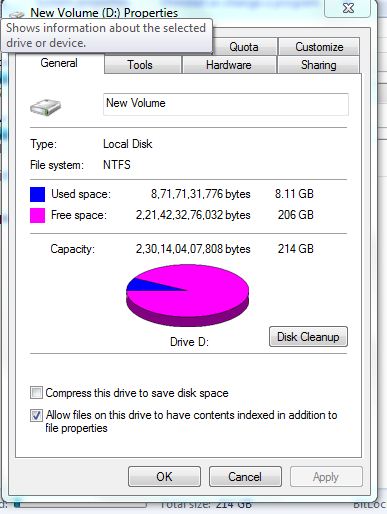 New Volume (D:) Properties
Shows information about the selected
drive or device.
Quota
Customize
General
Tools
Hardware
Sharing
New Volume
Type: Local Disk
File system: NTFS
Used space: 8,71,71,31,776 bytes 8.11 GB
Free space: 2,21,42,32,76,032 bytes 206 GB
Capacity: 2,30,14,04,07,808 bytes 214 GB
Drive D:
Disk Cleanup
Compress this drive to save disk space
Allow files on this drive to have contents indexed in addition to
file properties
OK
Cancel
Apply
Total size: 214 GB
BitLoc